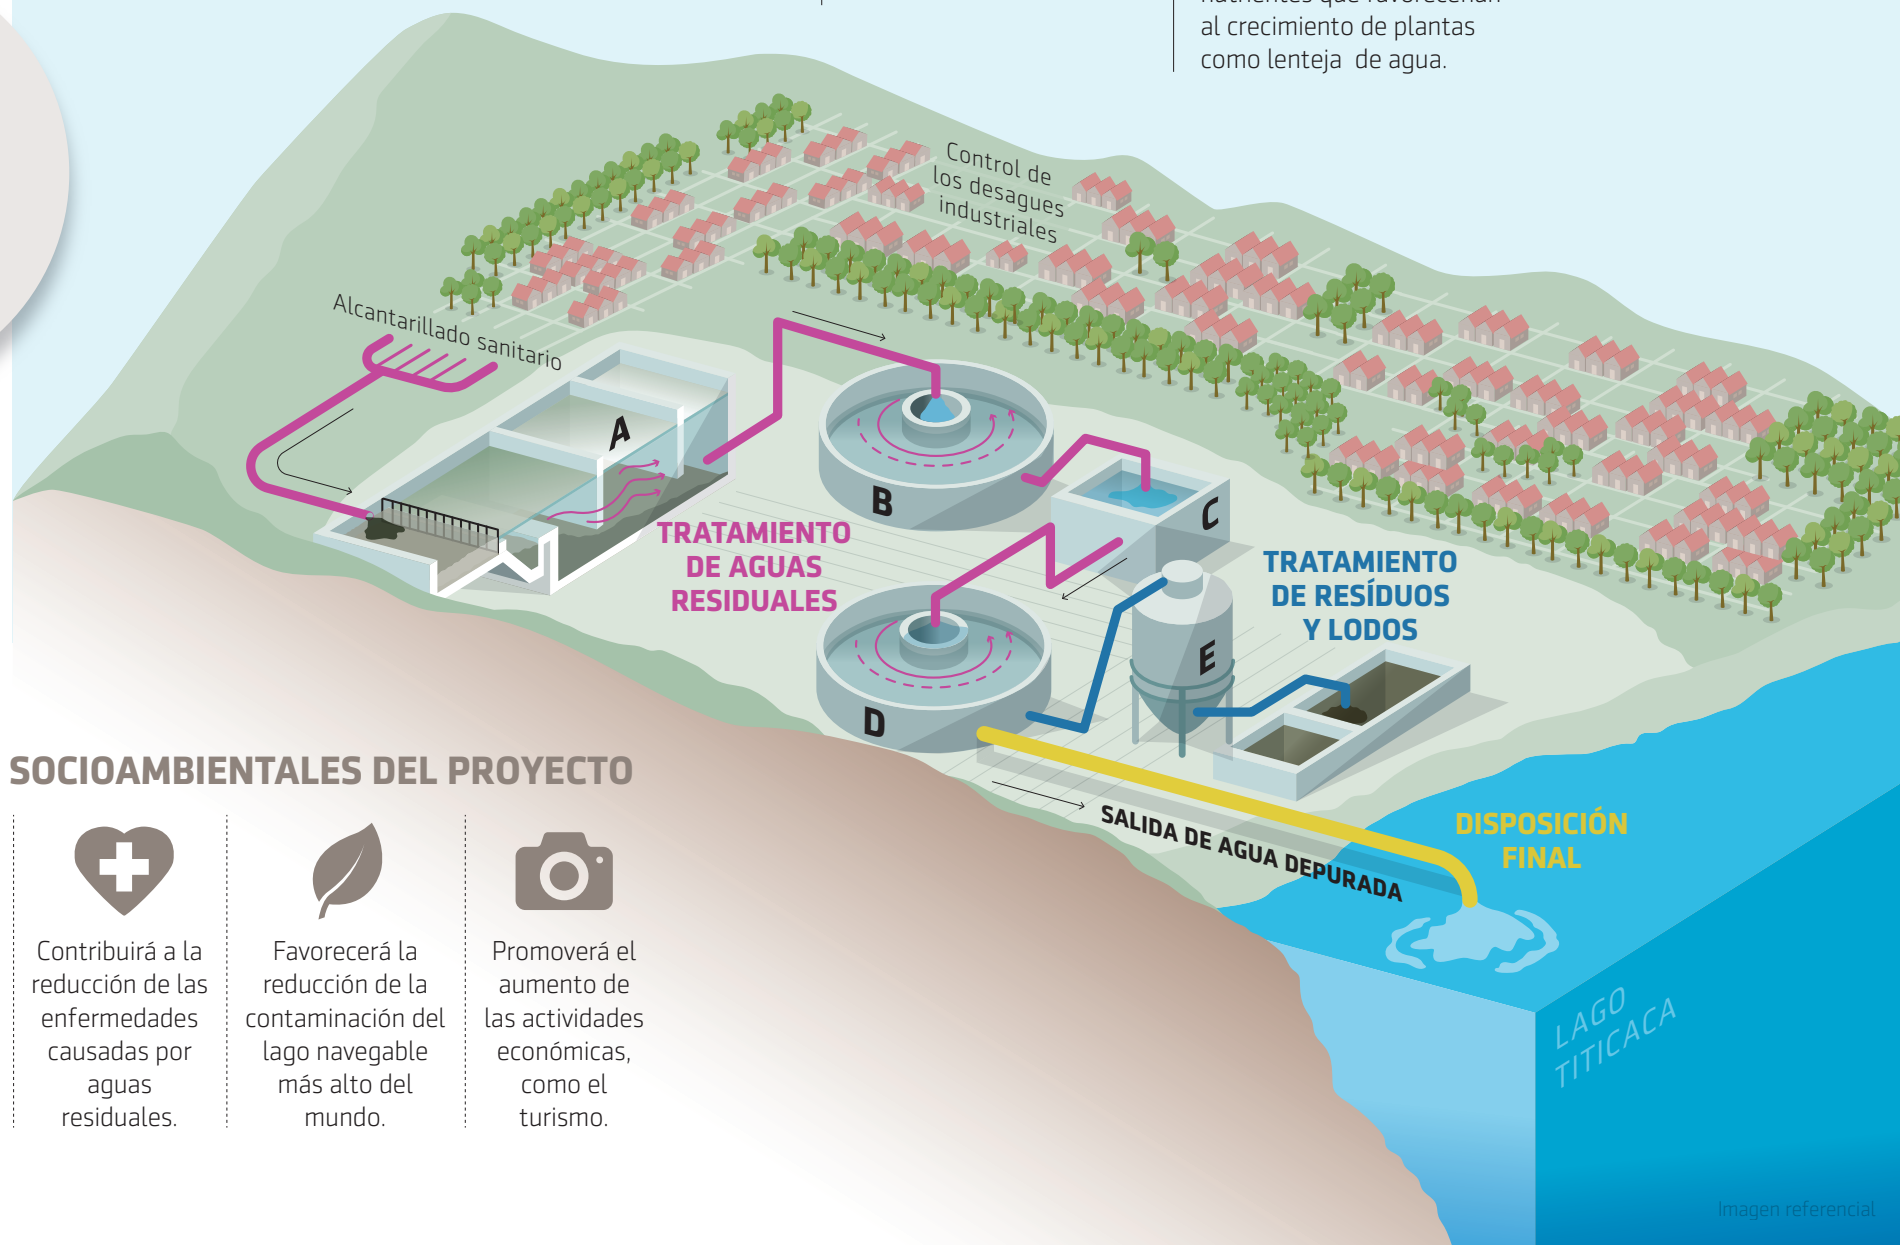 al crecimiento de plantas
como lenteja de agua.
Control de
los desagues
industriales
Alcantarillado sanitario
A
B
C
TRATAMIENTO
DE AGUAS
RESIDUALES
TRATAMIENTO
DE RESÍDUOS
Y LODOS
E
D
SALIDA DE AGUA DEPURADA
DISPOSICIÓN
FINAL
LAGO
TITICACA
SOCIOAMBIENTALES DEL PROYECTO
Contribuirá a la
reducción de las
enfermedades
causadas por
aguas
residuales.
Favorecerá la
reducción de la
contaminación del
lago navegable
más alto del
mundo.
Promoverá el
aumento de
las actividades
económicas,
como el
turismo.
Imagen referencial